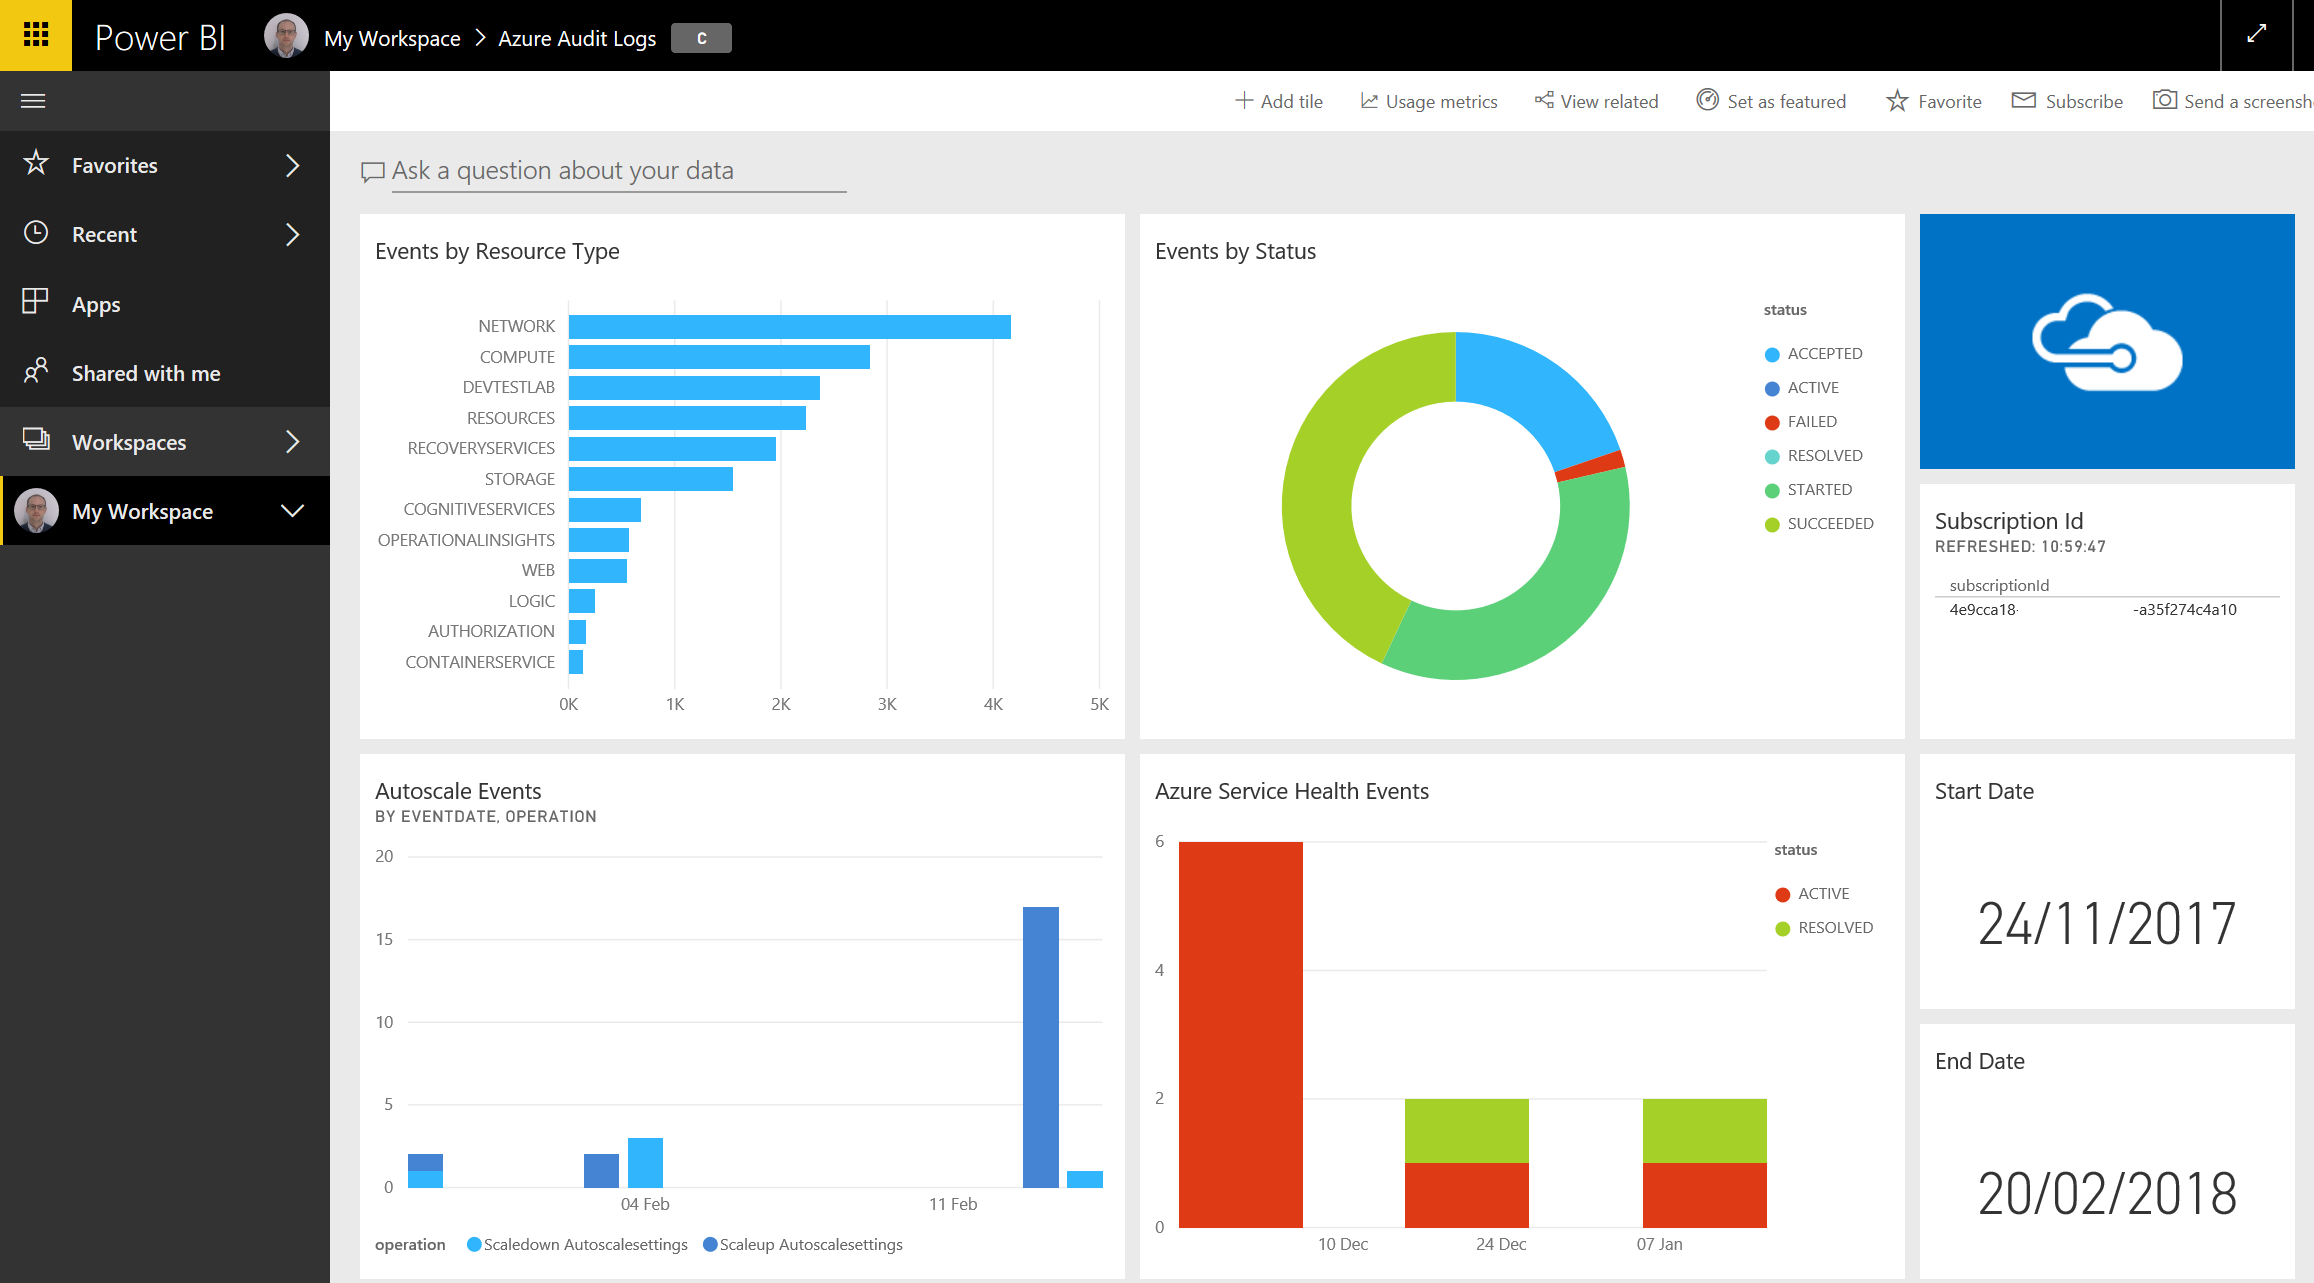 Power BI
My Workspace > Azure Audit Logs C
Add tile
Usage metrics
View related
Set as featured
Favorite
Subscribe
Send a screensh
Favorites
Recent
Apps
Shared with me
Workspaces
My Workspace
Ask a question about your data
Events by Resource Type
NETWORK
COMPUTE
DEVTESTLAB
RESOURCES
RECOVERYSERVICES
STORAGE
COGNITIVESERVICES
OPERATIONALINSIGHTS
WEB
LOGIC
AUTHORIZATION
CONTAINERSERVICE
0K 1K 2K 3K 4K 5K
Events by Status
status
ACCEPTED
ACTIVE
FAILED
RESOLVED
STARTED
SUCCEEDED
Subscription Id
REFRESHED: 10:59:47
subscriptionId
4e9cca18- -a35f274c4a10
Autoscale Events
BY EVENTDATE, OPERATION
20
15
10
5
0
04 Feb 11 Feb
operation Scaledown Autoscalesettings Scaleup Autoscalesettings
Azure Service Health Events
6
4
2
0
10 Dec 24 Dec 07 Jan
status
ACTIVE
RESOLVED
Start Date
24/11/2017
End Date
20/02/2018